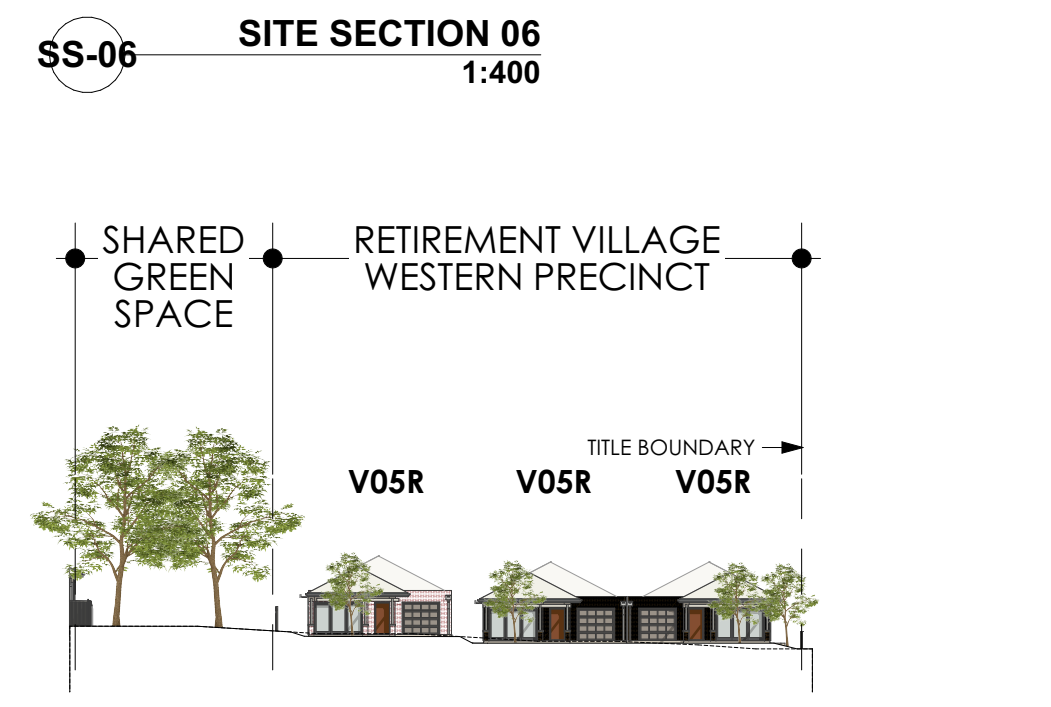 SS-06
SITE SECTION 06
1:400
SHARED
GREEN
SPACE
RETIREMENT VILLAGE
WESTERN PRECINCT
TITLE BOUNDARY
V05R
V05R
V05R